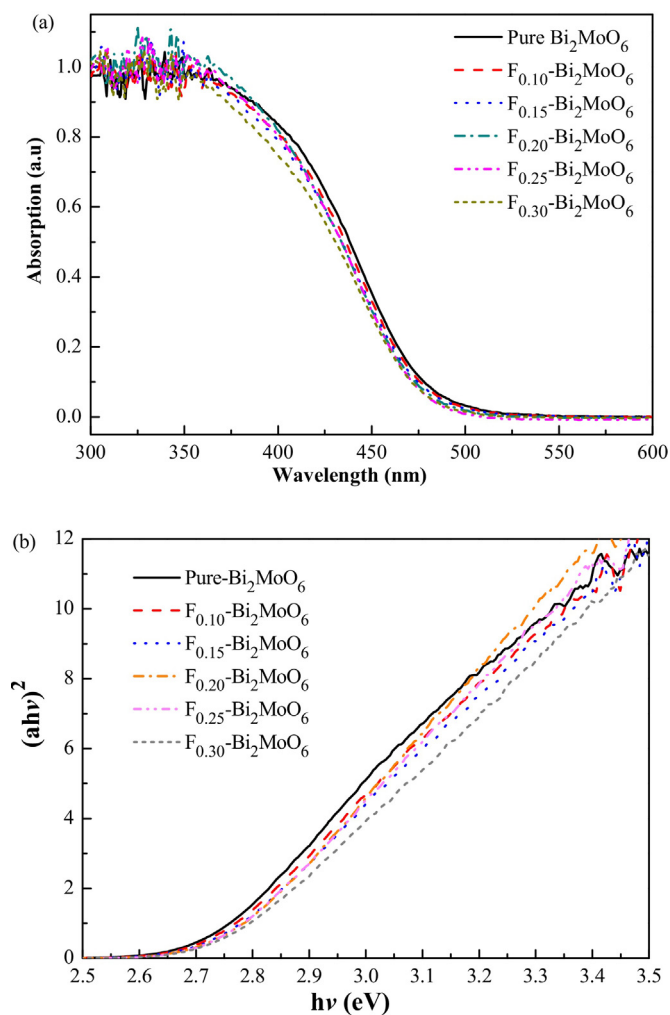 (a)
Pure Bi₂MoO₆
F₀.₁₀-Bi₂MoO₆
F₀.₁₅-Bi₂MoO₆
F₀.₂₀-Bi₂MoO₆
F₀.₂₅-Bi₂MoO₆
F₀.₃₀-Bi₂MoO₆
Absorption (a.u)
1.0
0.8
0.6
0.4
0.2
0.0
300 350 400 450 500 550 600
Wavelength (nm)
(b)
Pure-Bi₂MoO₆
F₀.₁₀-Bi₂MoO₆
F₀.₁₅-Bi₂MoO₆
F₀.₂₀-Bi₂MoO₆
F₀.₂₅-Bi₂MoO₆
F₀.₃₀-Bi₂MoO₆
(ahν)²
12
10
8
6
4
2
0
2.5 2.6 2.7 2.8 2.9 3.0 3.1 3.2 3.3 3.4 3.5
hν (eV)